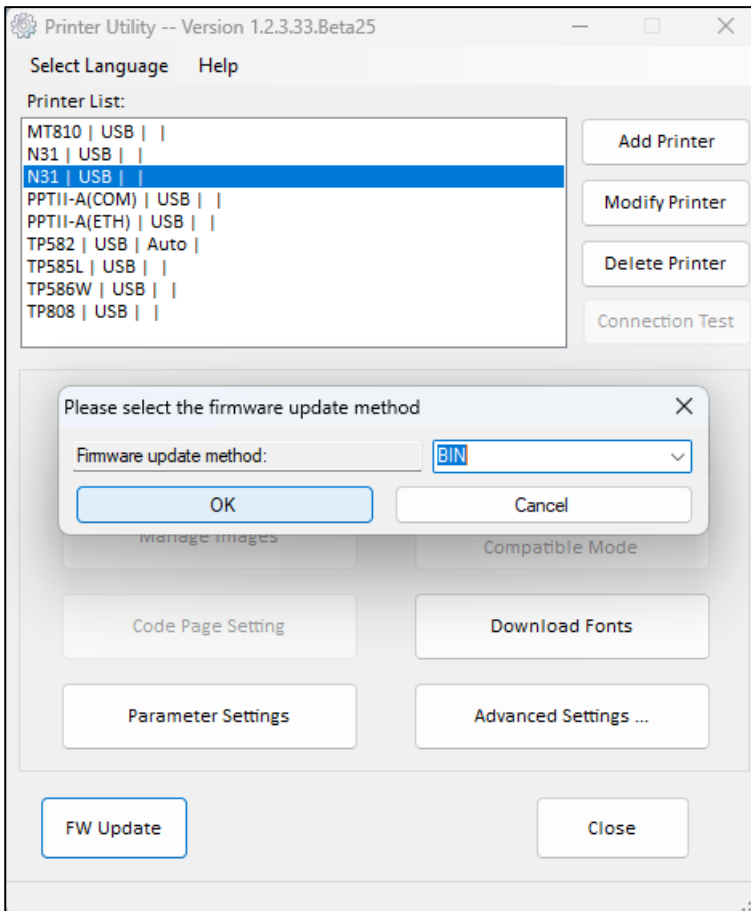 Printer Utility -- Version 1.2.3.33.Beta25
Select Language Help
Printer List:
MT810 | USB | |
N31 | USB | |
N31 | USB | |
PPTII-A(COM) | USB | |
PPTII-A(ETH) | USB | |
TP582 | USB | Auto |
TP585L | USB | |
TP586W | USB | |
TP808 | USB | |
Add Printer
Modify Printer
Delete Printer
Connection Test
Please select the firmware update method
Firmware update method:
BIN
OK Cancel
Manage Images
Compatible Mode
Code Page Setting
Download Fonts
Parameter Settings
Advanced Settings ...
FW Update
Close